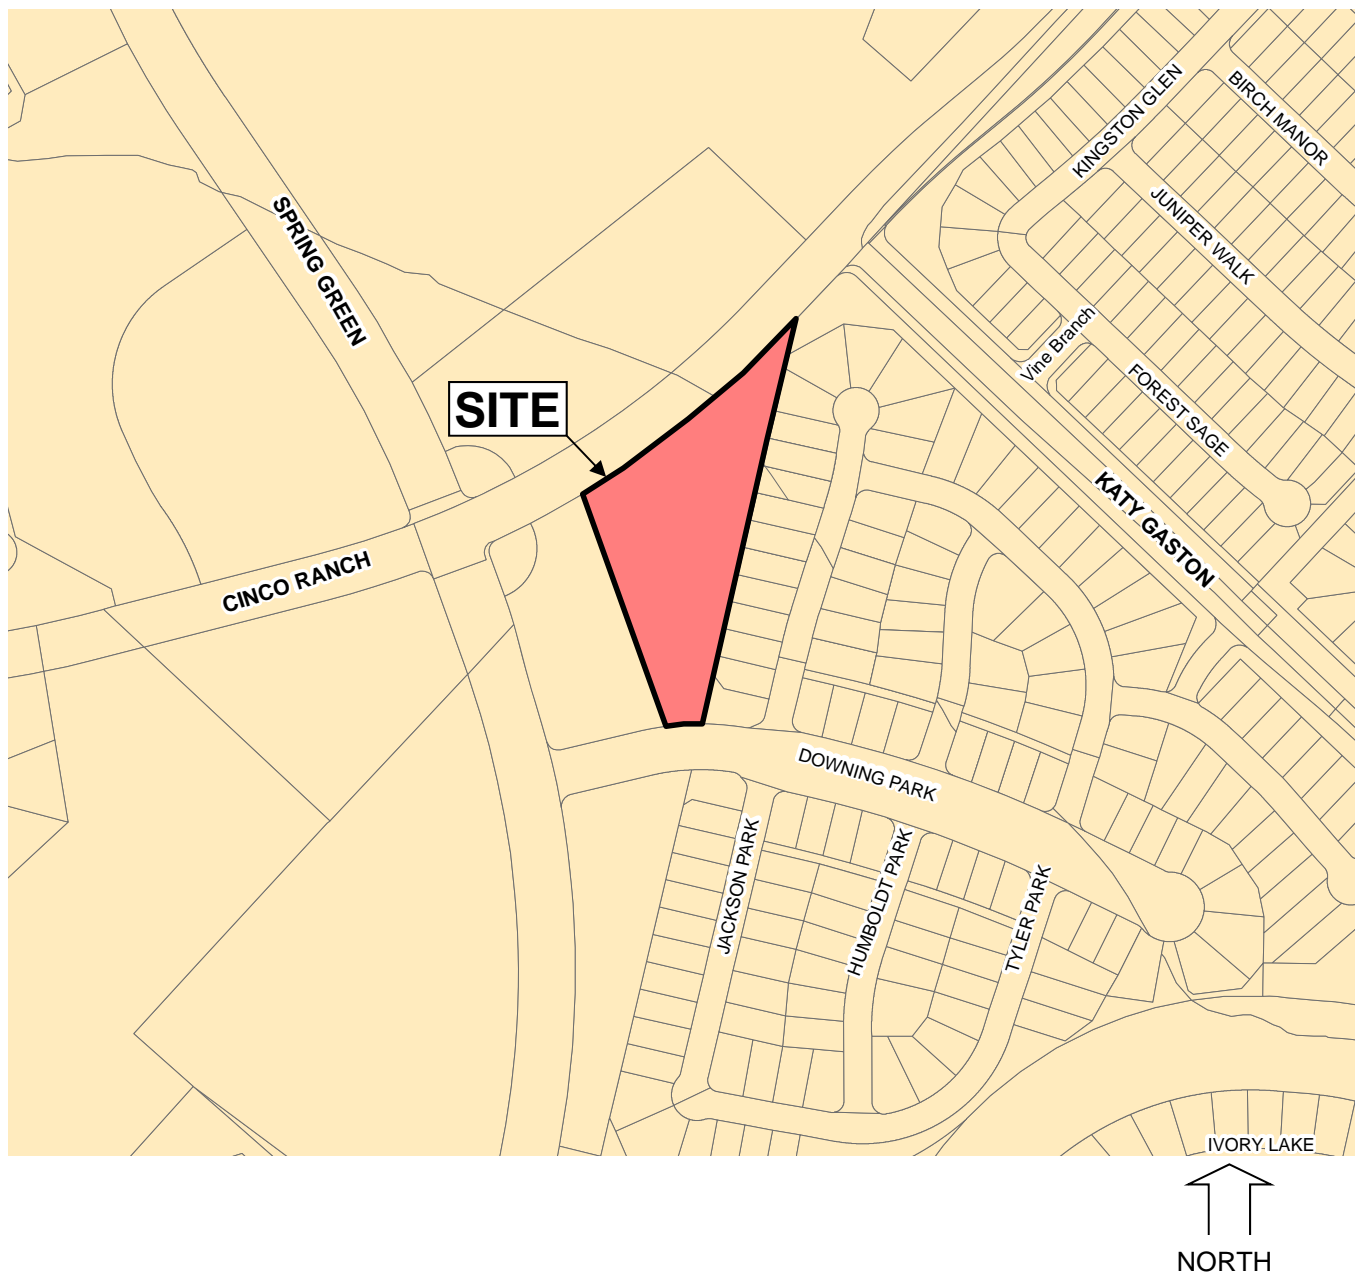 KINGSTON GLEN
BIRCH MANOR
JUNIPER WALK
SPRING GREEN
Vine Branch
FOREST SAGE
SITE
KATY GASTON
CINCO RANCH
DOWNING PARK
JACKSON PARK
HUMBOLDT PARK
TYLER PARK
IVORY LAKE
NORTH